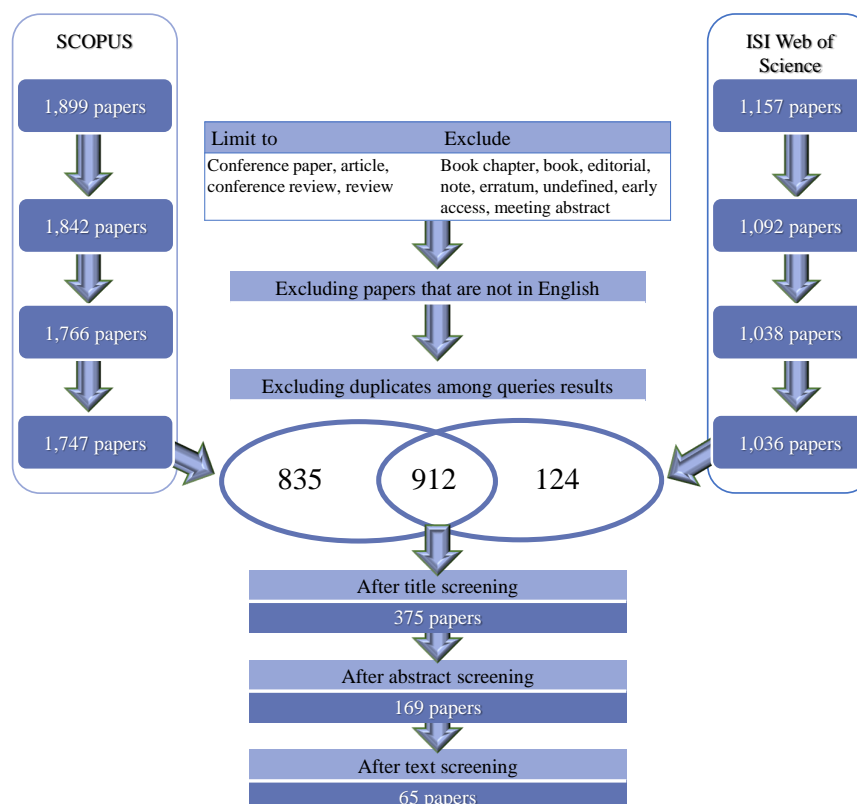 SCOPUS
1,899 papers
1,842 papers
1,766 papers
1,747 papers
Limit to
Conference paper, article,
conference review, review
Exclude
Book chapter, book, editorial,
note, erratum, undefined, early
access, meeting abstract
Excluding papers that are not in English
Excluding duplicates among queries results
ISI Web of
Science
1,157 papers
1,092 papers
1,038 papers
1,036 papers
835
912
124
After title screening
375 papers
After abstract screening
169 papers
After text screening
65 papers